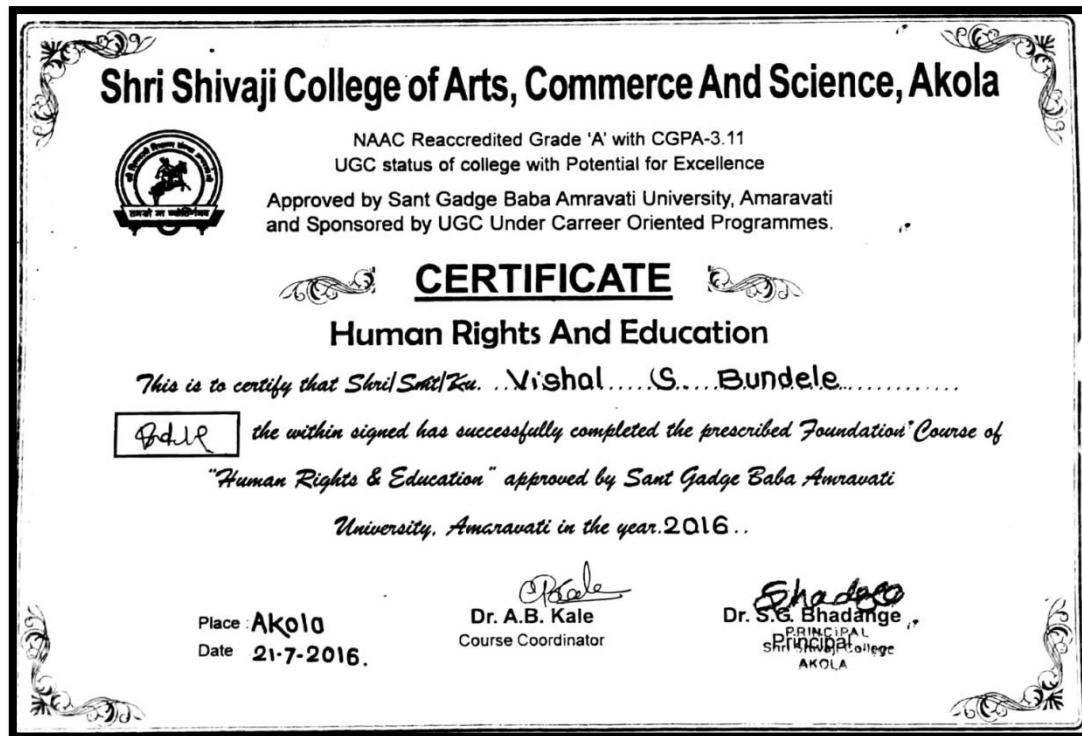 Shri Shivaji College of Arts, Commerce And Science, Akola
NAAC Reaccredited Grade 'A' with CGPA-3.11
UGC status of college with Potential for Excellence
Approved by Sant Gadge Baba Amravati University, Amaravati
and Sponsored by UGC Under Carreer Oriented Programmes.
CERTIFICATE
Human Rights And Education
This is to certify that Shri/Smt/Ku. ..Vishal....S....Bundele.............
the within signed has successfully completed the prescribed Foundation Course of
"Human Rights & Education" approved by Sant Gadge Baba Amravati
University, Amaravati in the year.2016..
Place : Akola
Date 21-7-2016.
Dr. A.B. Kale
Course Coordinator
Dr. S.G. Bhadange
Principal
PRINCIPAL
Shri Shivaji College
AKOLA